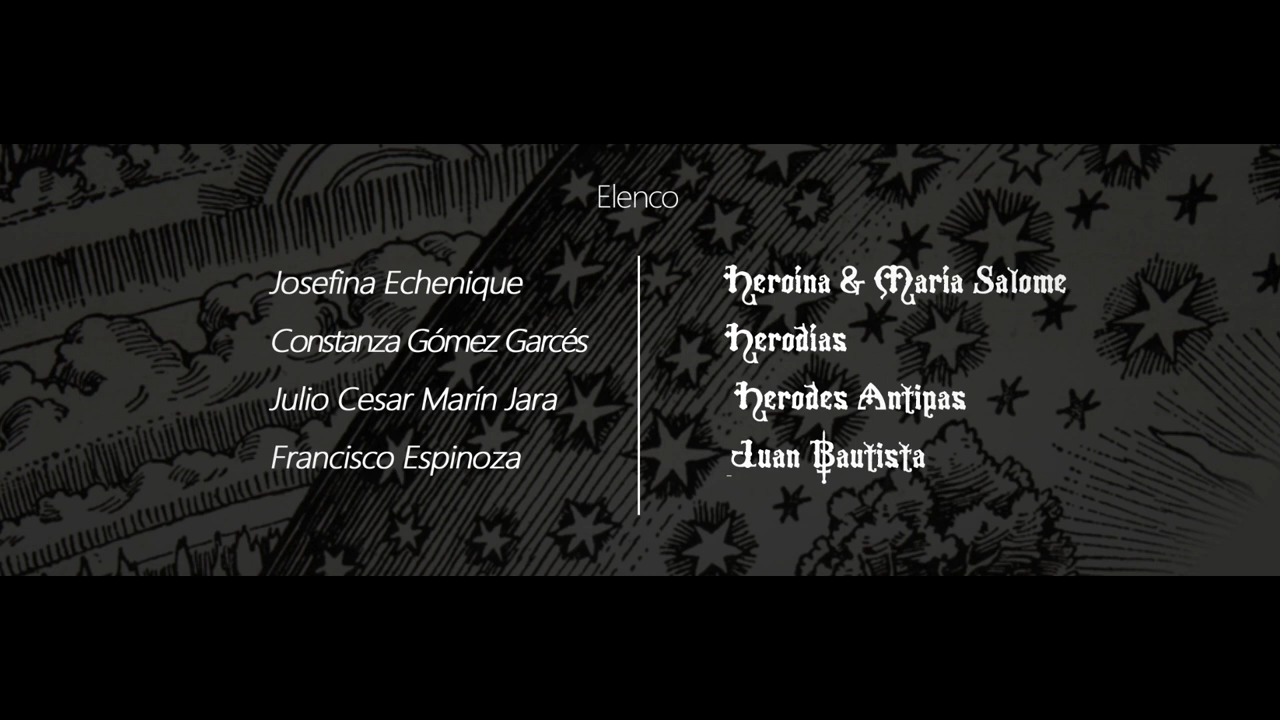 Elenco
Josefina Echenique
Heroína & María Salome
Constanza Gómez Garcés
Herodías
Julio Cesar Marín Jara
Herodes Antipas
Francisco Espinoza
Juan Bautista